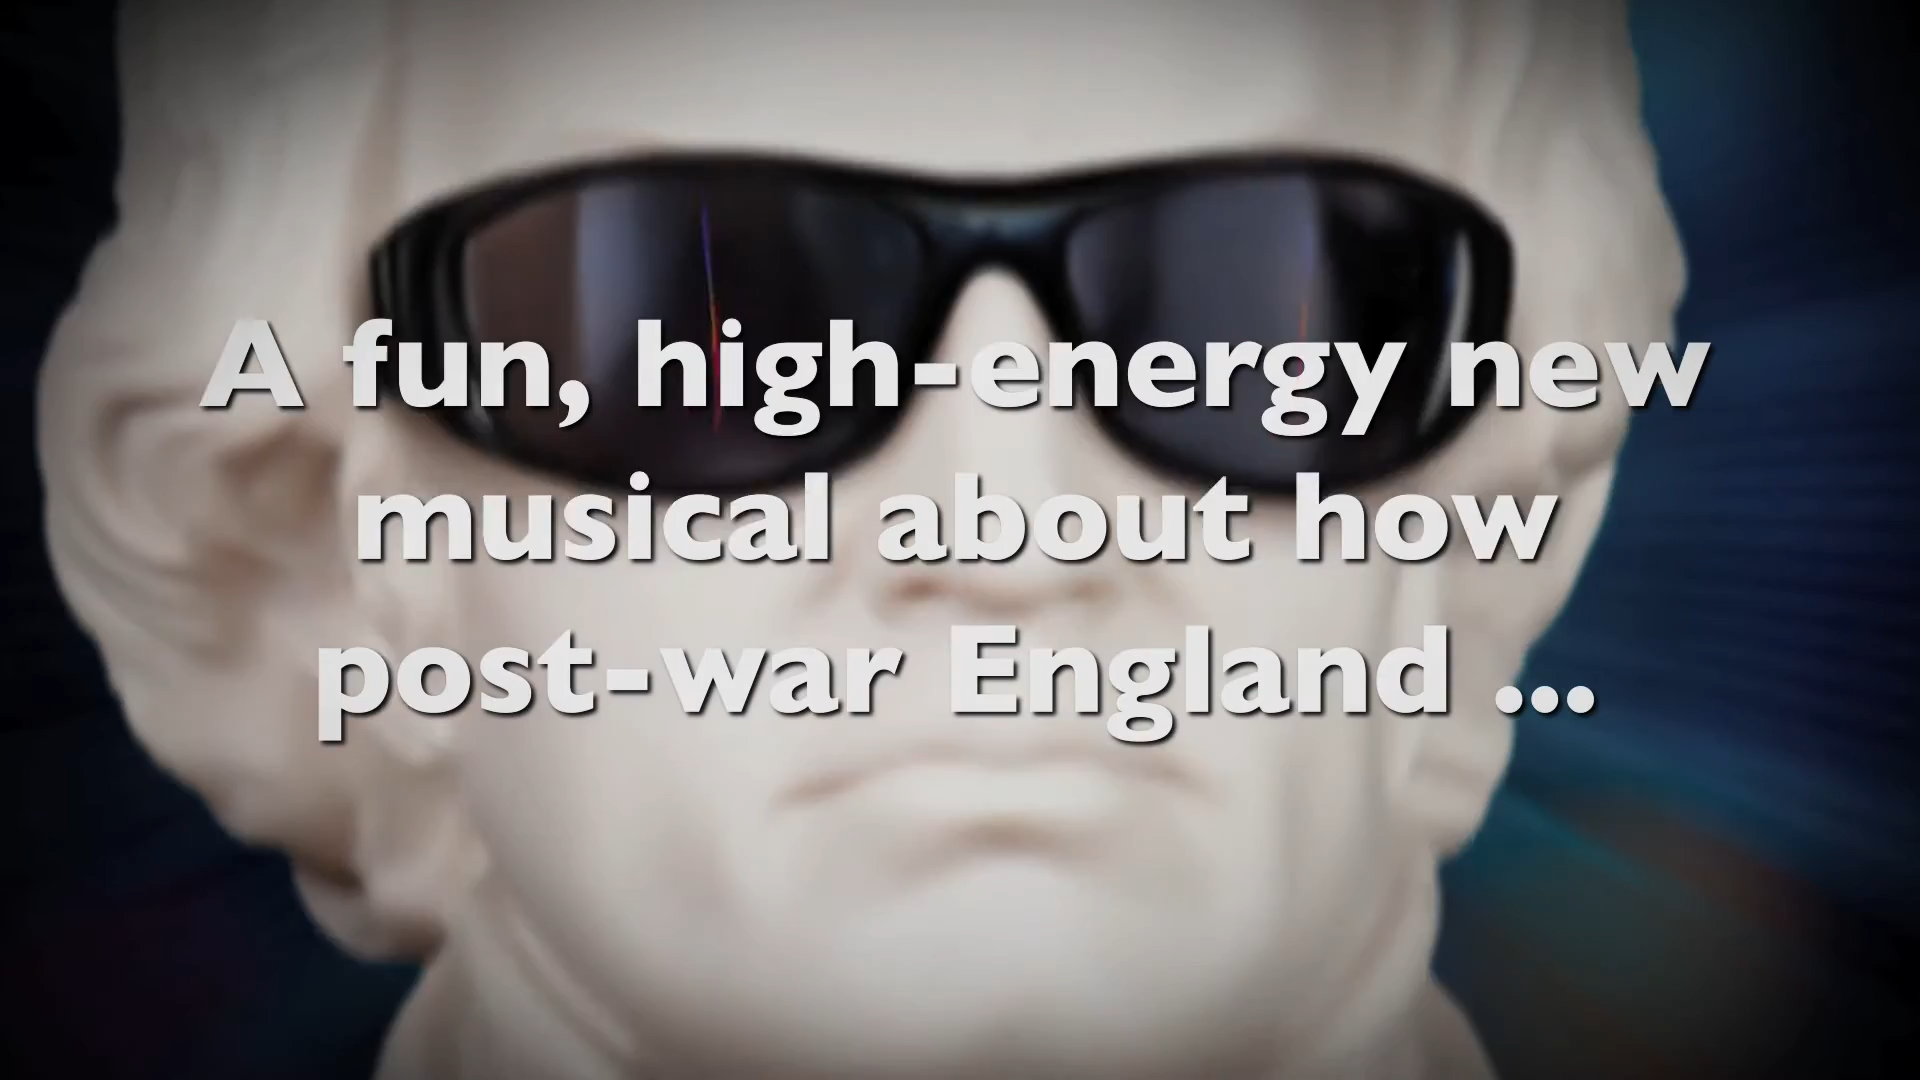 A fun, high-energy new
musical about how
post-war England ...